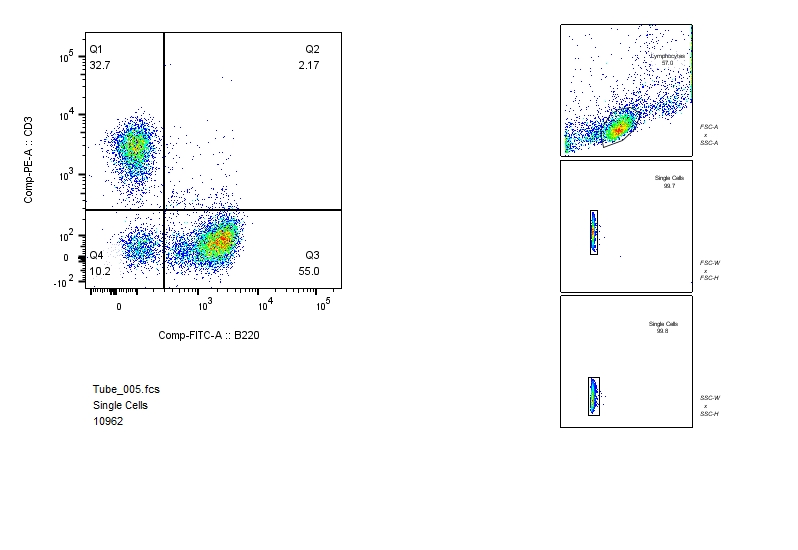 Q1
32.7
Q2
2.17
Q4
10.2
Q3
55.0
10^5
10^4
10^3
10^2
0
-10^2
0
10^3
10^4
10^5
Comp-PE-A :: CD3
Comp-FITC-A :: B220
Tube_005.fcs
Single Cells
10962
Lymphocytes
57.0
FSC-A
x
SSC-A
Single Cells
99.7
FSC-W
x
FSC-H
Single Cells
99.8
SSC-W
x
SSC-H